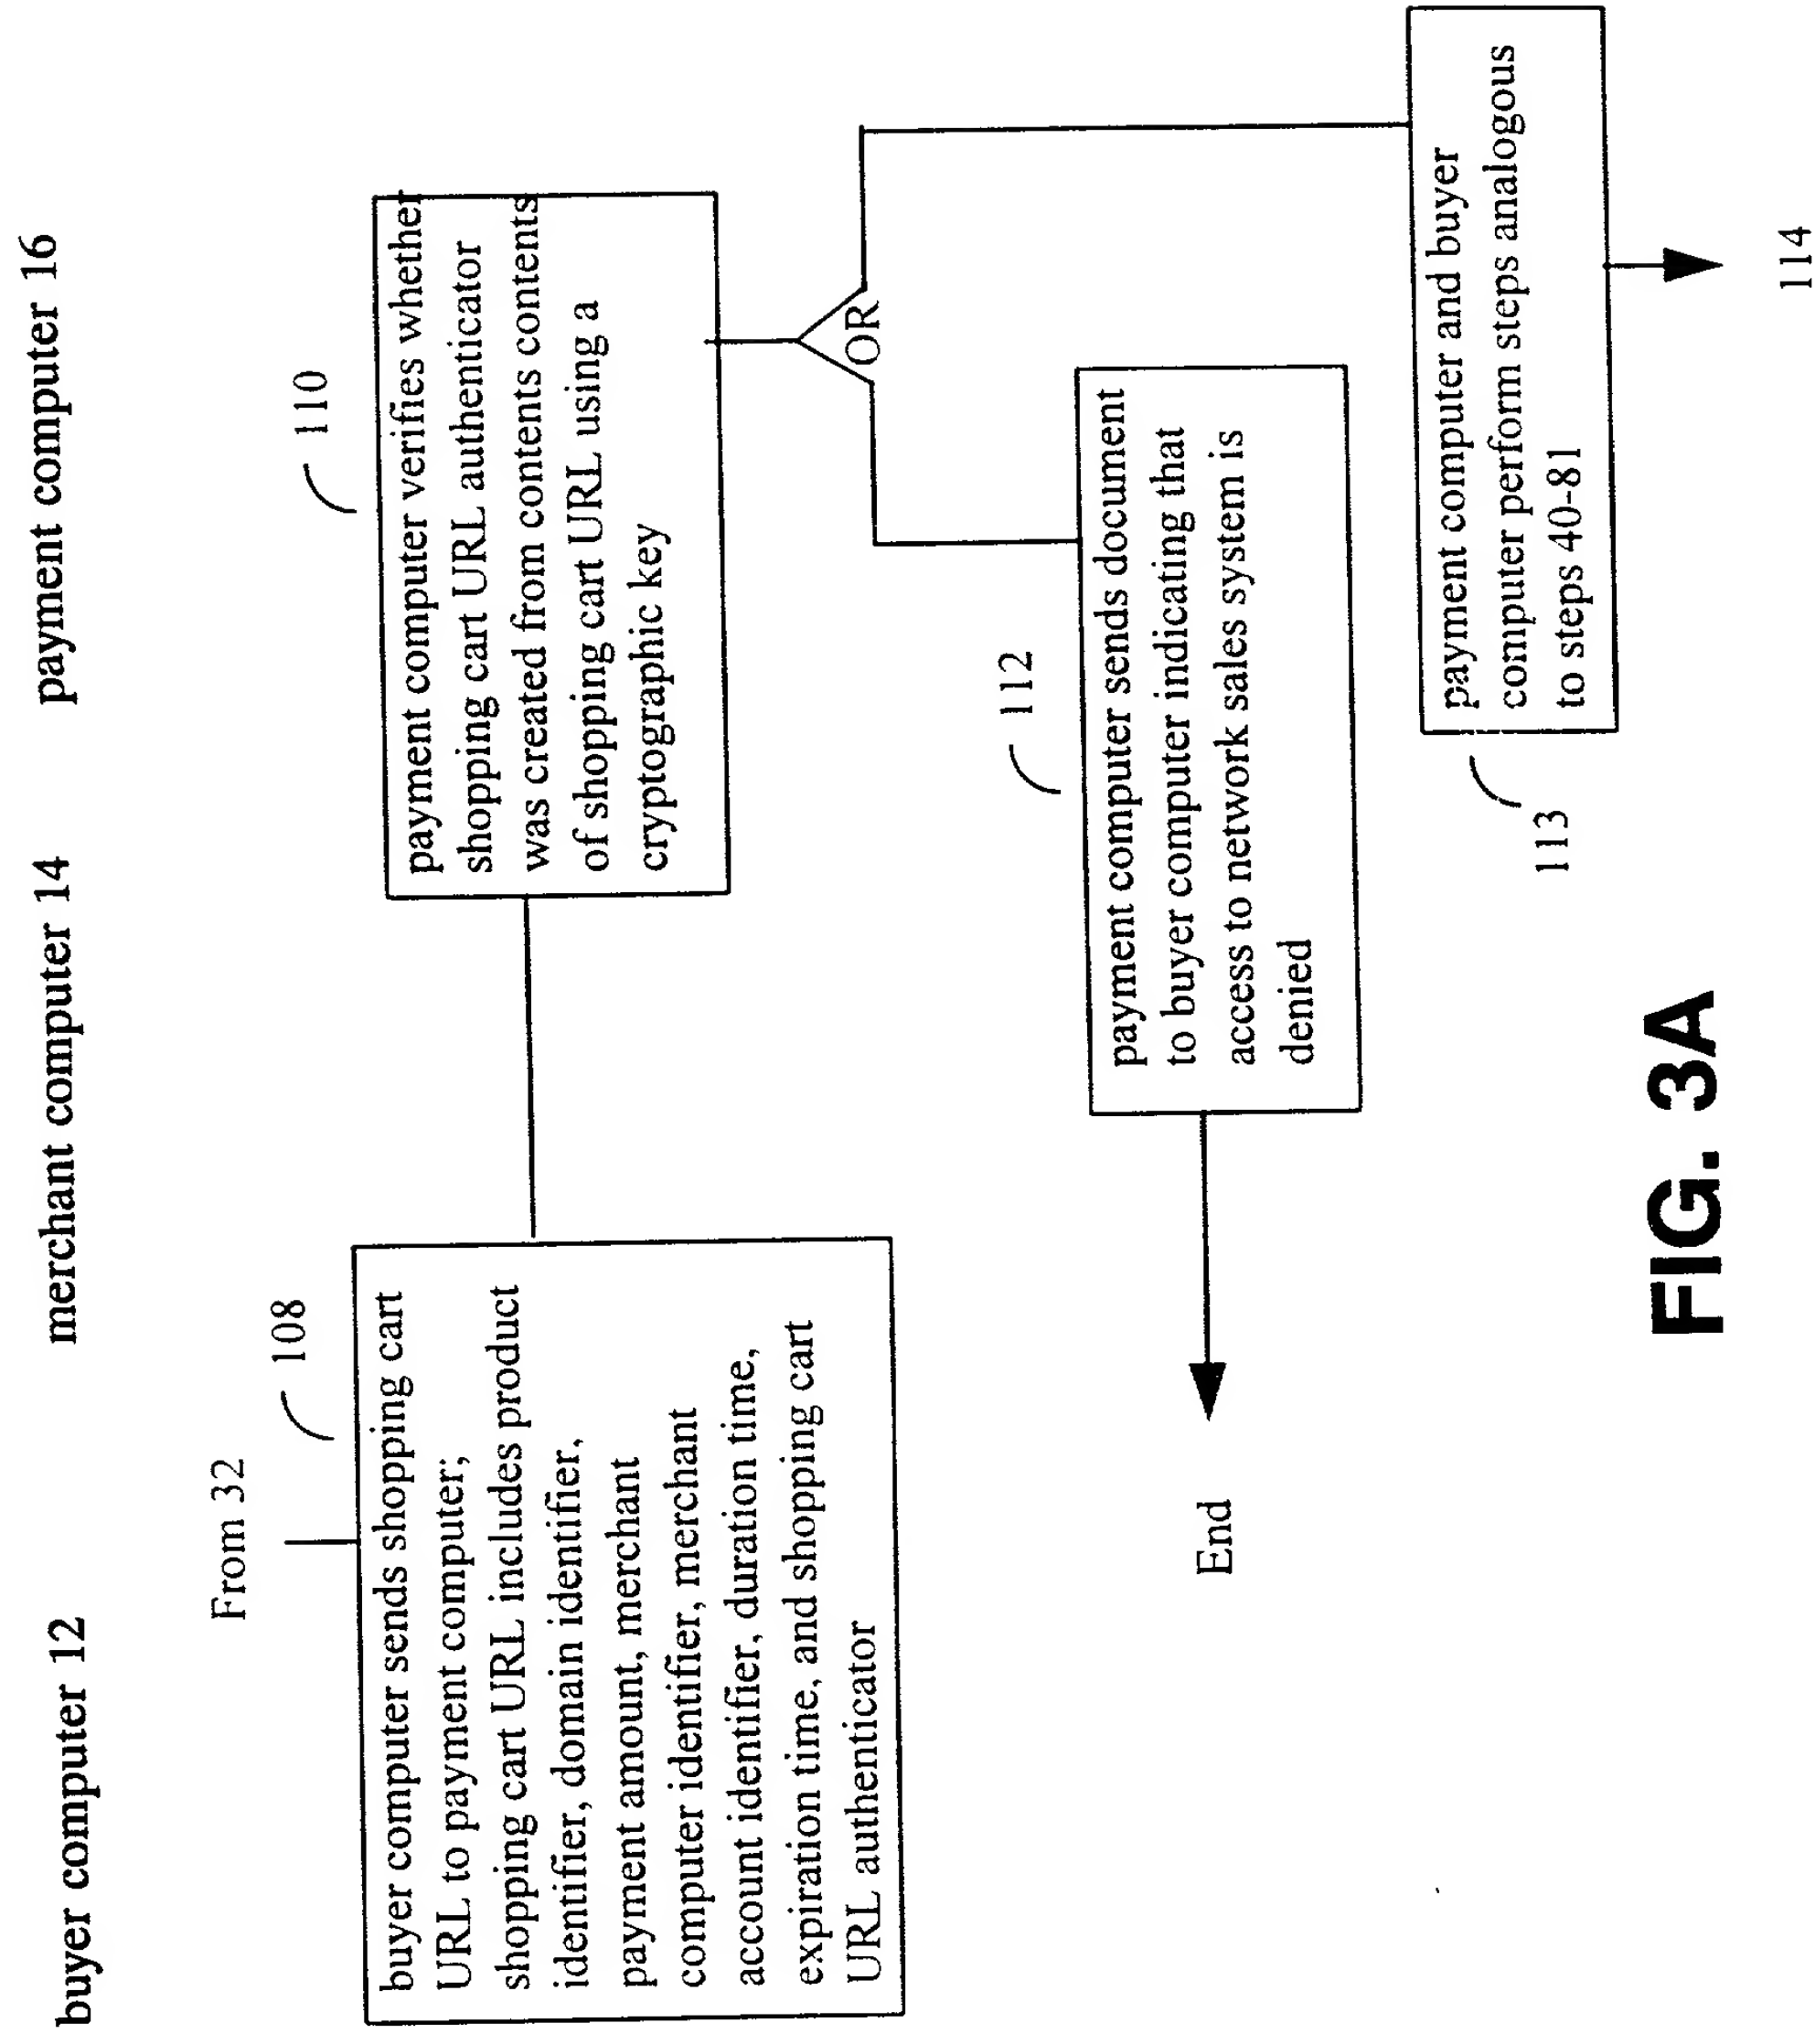 buyer computer 12
merchant computer 14
payment computer 16
From 32
108
buyer computer sends shopping cart
URL to payment computer;
shopping cart URL includes product
identifier, domain identifier,
payment amount, merchant
computer identifier, merchant
account identifier, duration time,
expiration time, and shopping cart
URL authenticator
110
payment computer verifies whether
shopping cart URL authenticator
was created from contents contents
of shopping cart URL using a
cryptographic key
OR
112
payment computer sends document
to buyer computer indicating that
access to network sales system is
denied
End
113
payment computer and buyer
computer perform steps analogous
to steps 40-81
114
FIG. 3A